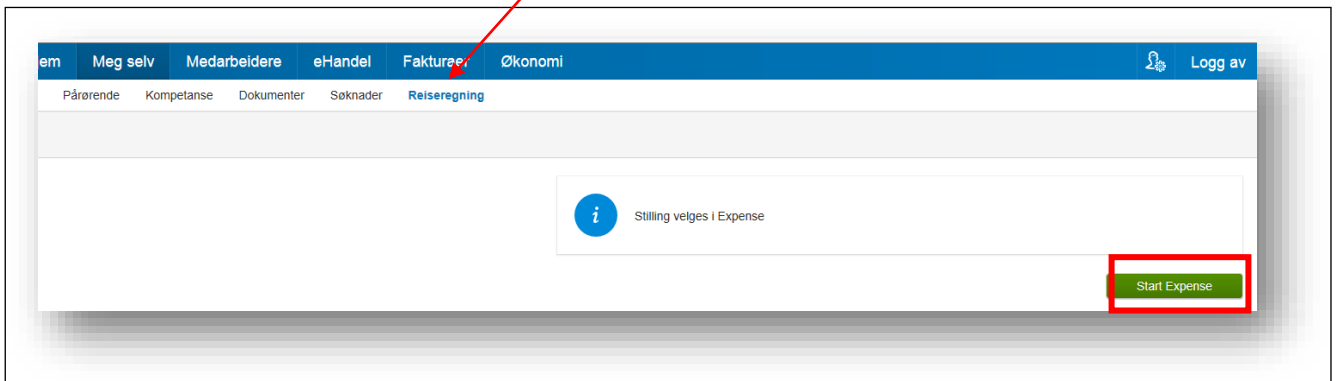 em Meg selv Medarbeidere eHandel Fakturaer Økonomi Logg av
Pårørende Kompetanse Dokumenter Søknader Reiseregning
i Stilling velges i Expense
Start Expense